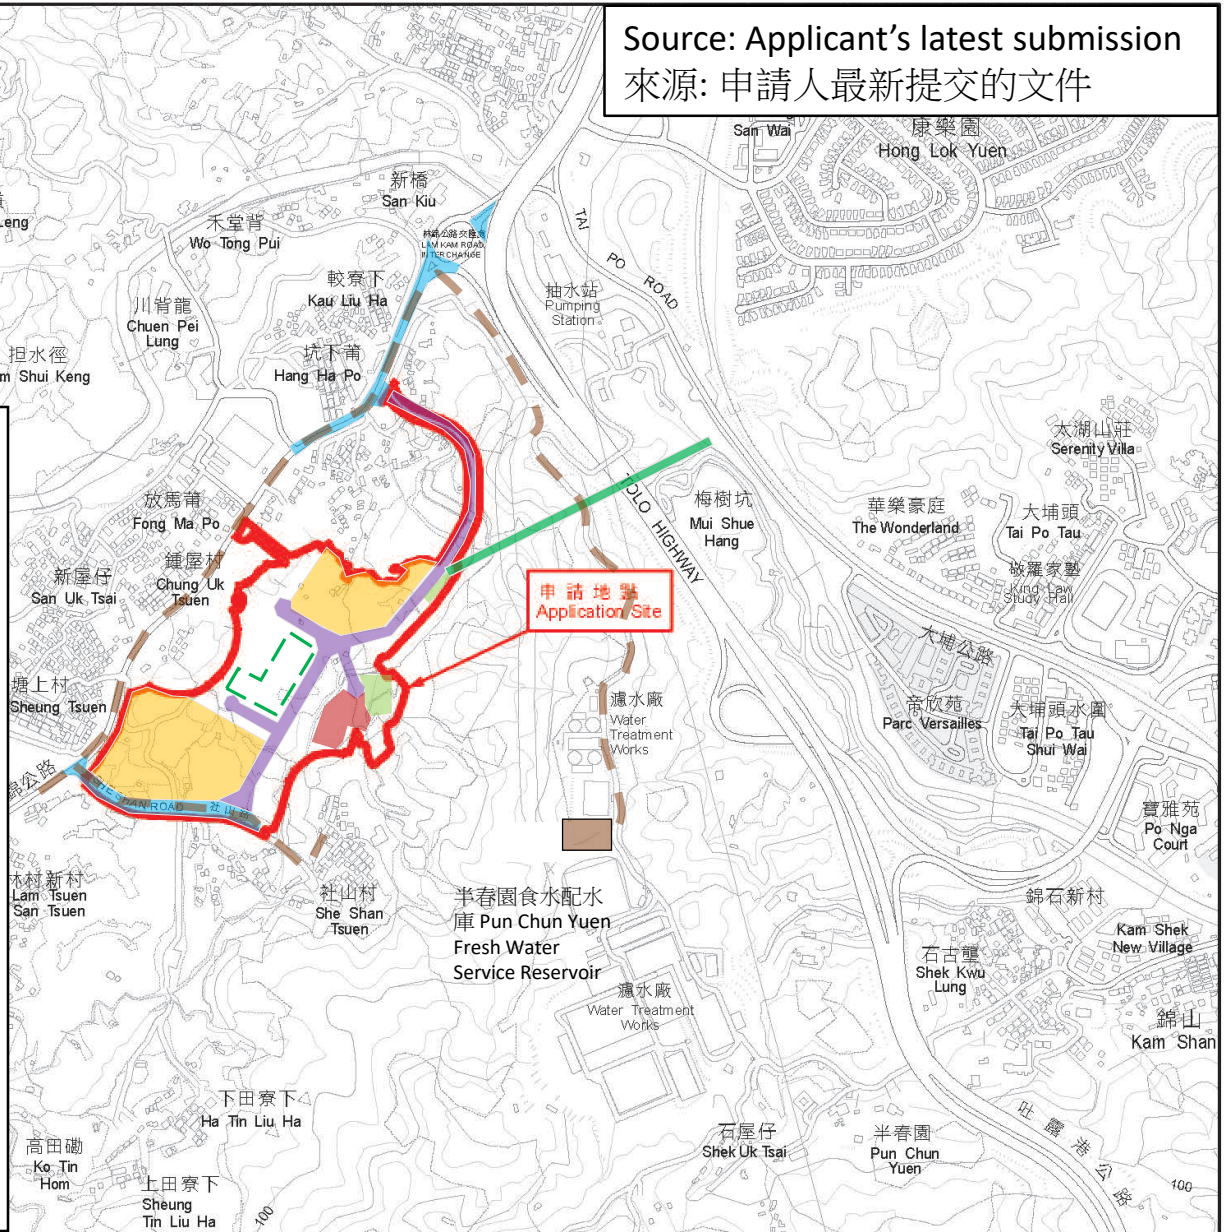 Source: Applicant's latest submission
來源: 申請人最新提交的文件
San Wai
康樂園
Hong Lok Yuen
新橋
San Kiu
禾堂背
Wo Tong Pui
林錦公路交匯處
LAM KAM ROAD
INTERCHANGE
TAI
PO
ROAD
較寮下
Kau Liu Ha
抽水站
Pumping
Station
川背龍
Chuen Pei
Lung
坑下莆
Hang Ha Po
担水徑
m Shui Keng
eng
太湖山莊
Serenity Villa
放馬莆
Fong Ma Po
TOLO HIGHWAY
梅樹坑
Mui Shue
Hang
華樂豪庭
The Wonderland
大埔頭
Tai Po Tau
鍾屋村
Chung Uk
Tsuen
新屋仔
San Uk Tsai
申請地點
Application Site
敬羅家塾
King Law
Study Hall
大埔公路
塘上村
Sheung Tsuen
濾水廠
Water
Treatment
Works
帝欣苑
Parc Versailles
大埔頭水圍
Tai Po Tau
Shui Wai
錦公路
SHE SHAN ROAD 社山路
寶雅苑
Po Nga
Court
林村新村
Lam Tsuen
San Tsuen
社山村
She Shan
Tsuen
半春園食水配水
庫 Pun Chun Yuen
Fresh Water
Service Reservoir
錦石新村
Kam Shek
New Village
石古壟
Shek Kwu
Lung
濾水廠
Water Treatment
Works
錦山
Kam Shan
下田寮下
Ha Tin Liu Ha
吐露港公路
高田磡
Ko Tin
Hom
石屋仔
Shek Uk Tsai
半春園
Pun Chun
Yuen
上田寮下
Sheung
Tin Liu Ha
100
100